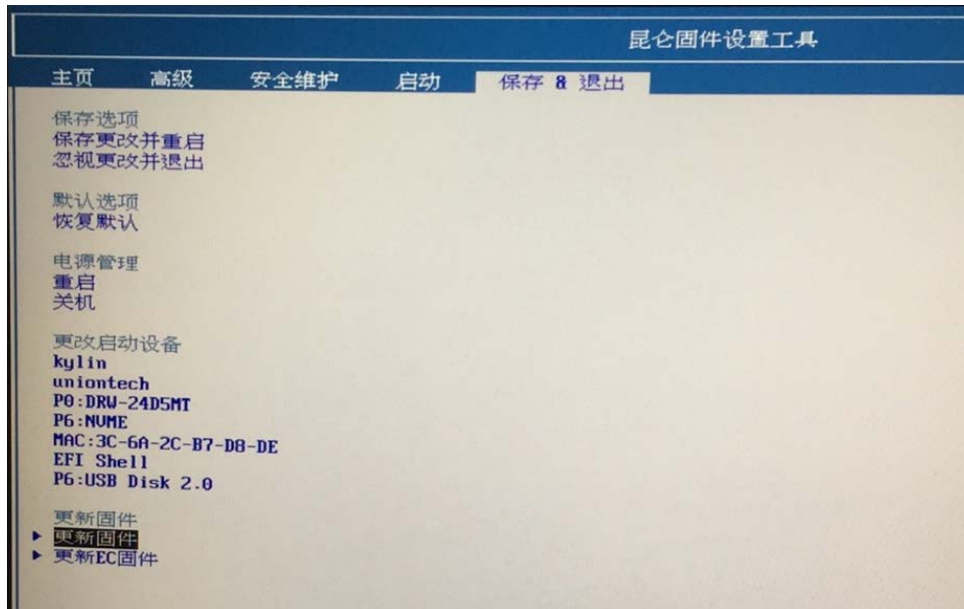 昆仑固件设置工具
主页 高级 安全维护 启动 保存 & 退出
保存选项
保存更改并重启
忽视更改并退出
默认选项
恢复默认
电源管理
重启
关机
更改启动设备
kylin
uniontech
P0:DRW-24D5MT
P6:NVME
MAC:3C-6A-2C-B7-D8-DE
EFI Shell
P6:USB Disk 2.0
更新固件
更新固件
更新EC固件